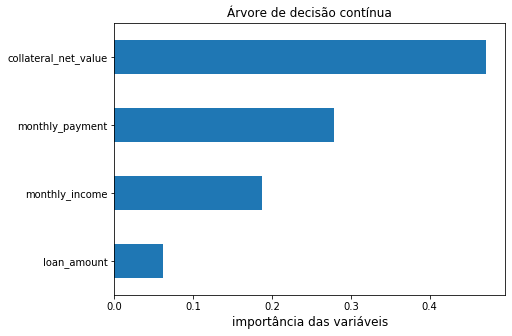 Árvore de decisão contínua
collateral_net_value
monthly_payment
monthly_income
loan_amount
0.0 0.1 0.2 0.3 0.4
importância das variáveis